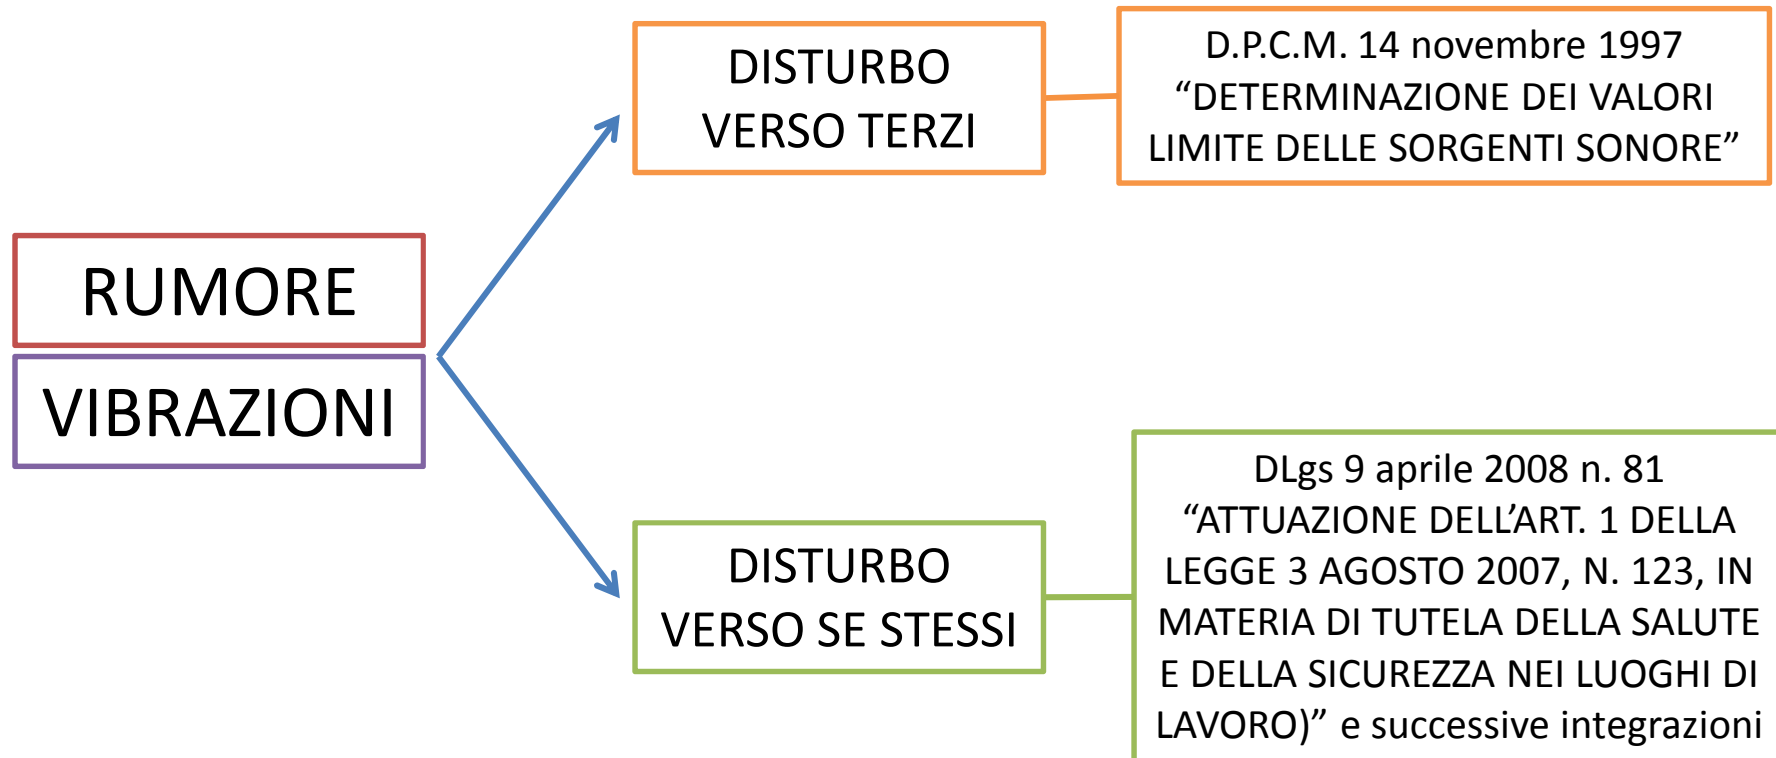 RUMORE
VIBRAZIONI
DISTURBO
VERSO TERZI
D.P.C.M. 14 novembre 1997
“DETERMINAZIONE DEI VALORI
LIMITE DELLE SORGENTI SONORE”
DISTURBO
VERSO SE STESSI
DLgs 9 aprile 2008 n. 81
“ATTUAZIONE DELL’ART. 1 DELLA
LEGGE 3 AGOSTO 2007, N. 123, IN
MATERIA DI TUTELA DELLA SALUTE
E DELLA SICUREZZA NEI LUOGHI DI
LAVORO)” e successive integrazioni